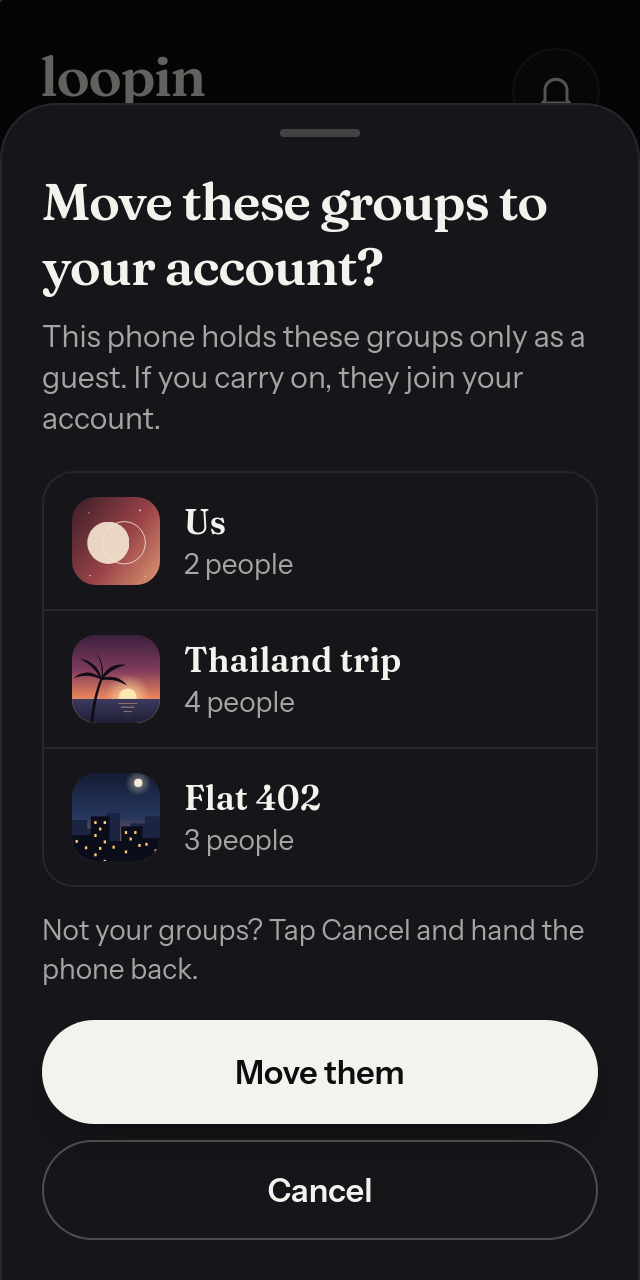 loopin
Move these groups to
your account?
This phone holds these groups only as a
guest. If you carry on, they join your
account.
Us
2 people
Thailand trip
4 people
Flat 402
3 people
Not your groups? Tap Cancel and hand the
phone back.
Move them
Cancel